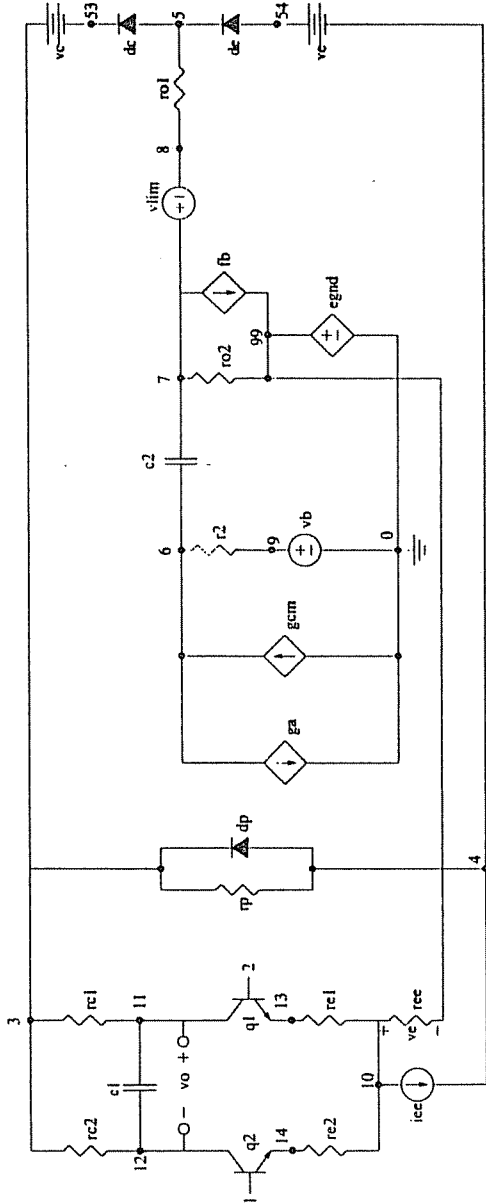 3
rc2
rc1
c1
12
11
− vo +
1
q2
q1
2
14
13
re2
re1
10
+
ve
−
ree
iee
rp
dp
4
ga
gcm
6
r2
9
vb
+
−
0
c2
7
ro2
fb
99
egnd
+
−
vlim
+ −
8
ro1
vc
53
dc
5
de
54
ve